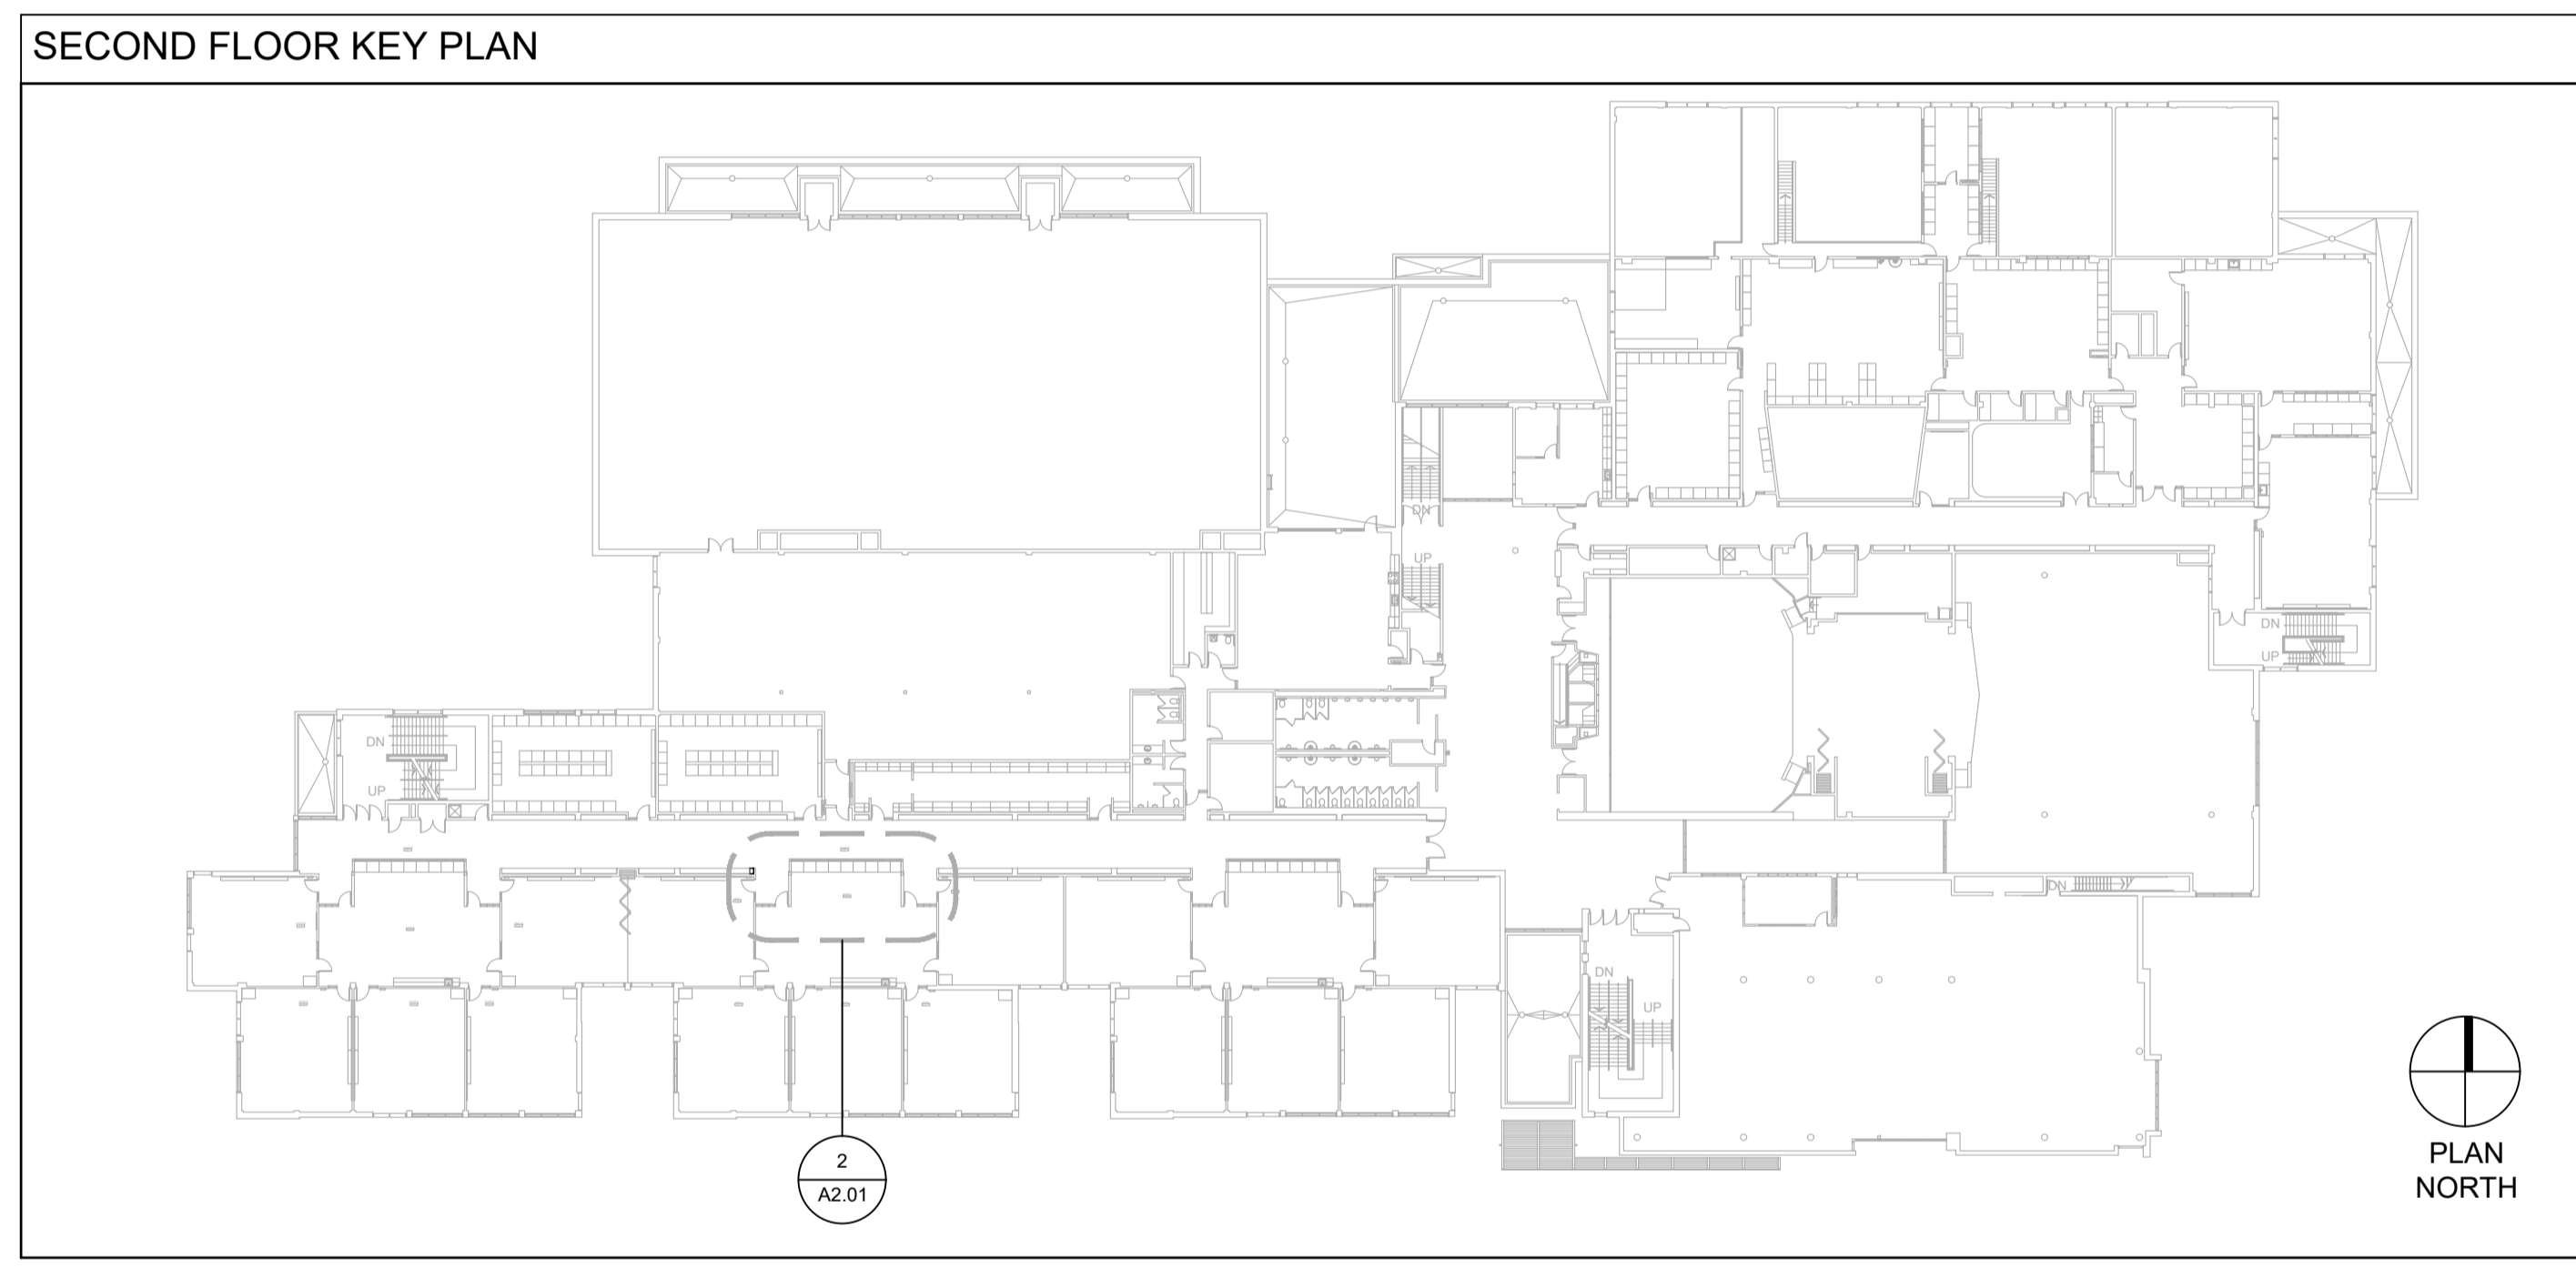 SECOND FLOOR KEY PLAN
DN
UP
DN
UP
DN
UP
DN
DN
UP
2
A2.01
PLAN
NORTH